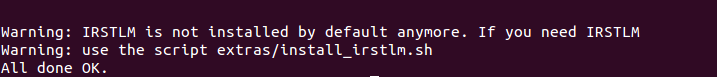 Warning: IRSTLM is not installed by default anymore. If you need IRSTLM
Warning: use the script extras/install_irstlm.sh
All done OK.